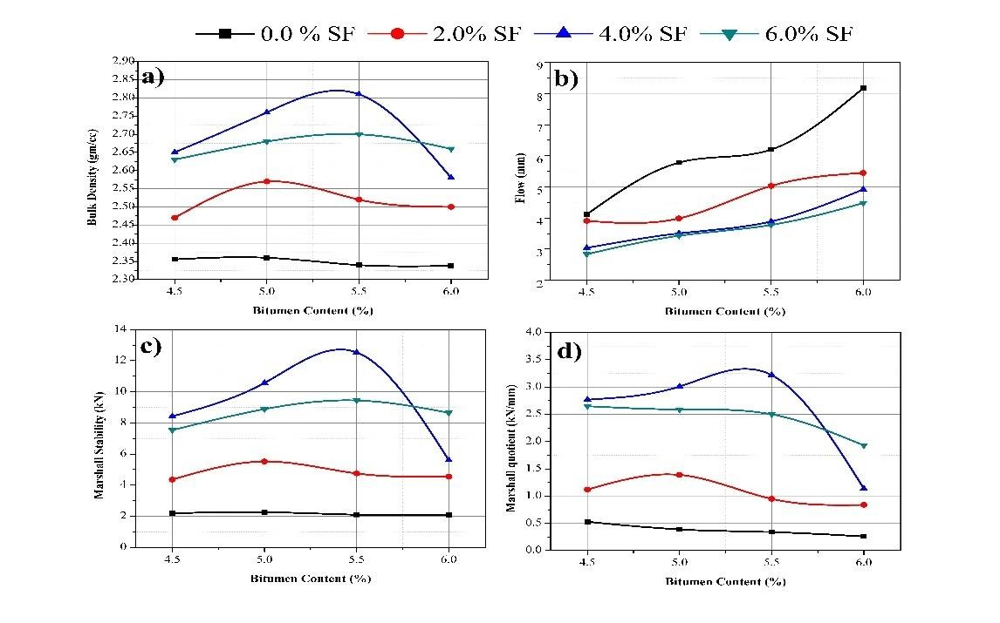 0.0 % SF 2.0% SF 4.0% SF 6.0% SF
a)
2.90
2.85
2.80
2.75
2.70
2.65
2.60
2.55
2.50
2.45
2.40
2.35
2.30
Bulk Density (gm/cc)
4.5 5.0 5.5 6.0
Bitumen Content (%)
b)
9
8
7
6
5
4
3
2
Flow (mm)
4.5 5.0 5.5 6.0
Bitumen Content (%)
c)
14
12
10
8
6
4
2
0
Marshall Stability (kN)
4.5 5.0 5.5 6.0
Bitumen Content (%)
d)
4.0
3.5
3.0
2.5
2.0
1.5
1.0
0.5
0.0
Marshall quotient (kN/mm)
4.5 5.0 5.5 6.0
Bitumen Content (%)